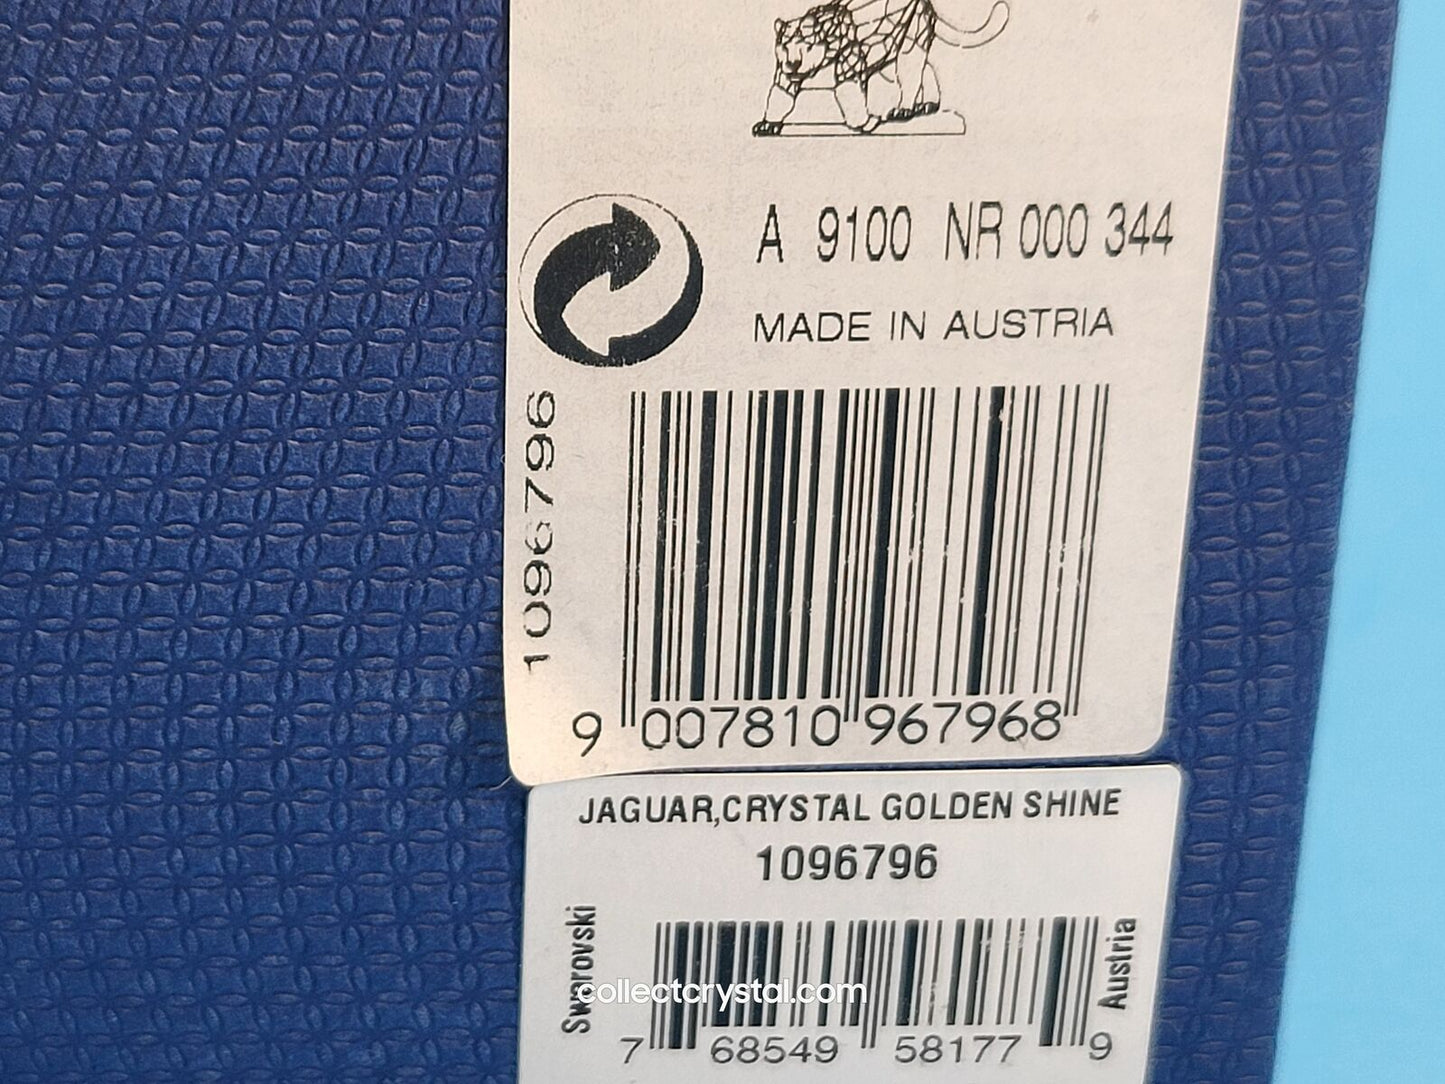 A 9100 NR 000 344
MADE IN AUSTRIA
1096796
9 007810 967968
JAGUAR,CRYSTAL GOLDEN SHINE
1096796
Sworovski
Austria
collectcrystal.com
7 68549 58177 9